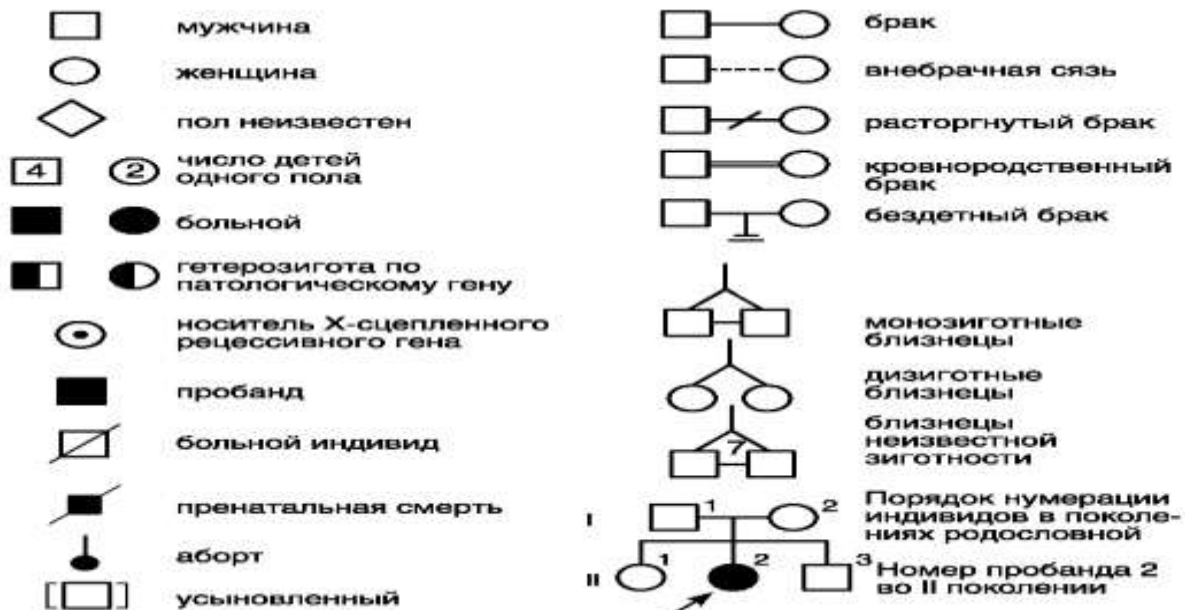 мужчина
женщина
пол неизвестен
4 2 число детей
одного пола
больной
гетерозигота по
патологическому гену
носитель Х-сцепленного
рецессивного гена
пробанд
больной индивид
пренатальная смерть
аборт
[ ] усыновленный
брак
внебрачная сязь
расторгнутый брак
кровнородственный
брак
бездетный брак
монозиготные
близнецы
дизиготные
близнецы
близнецы
7 неизвестной
зиготности
I 1 2 Порядок нумерации
индивидов в поколе-
ниях родословной
II 1 2 3 Номер пробанда 2
во II поколении